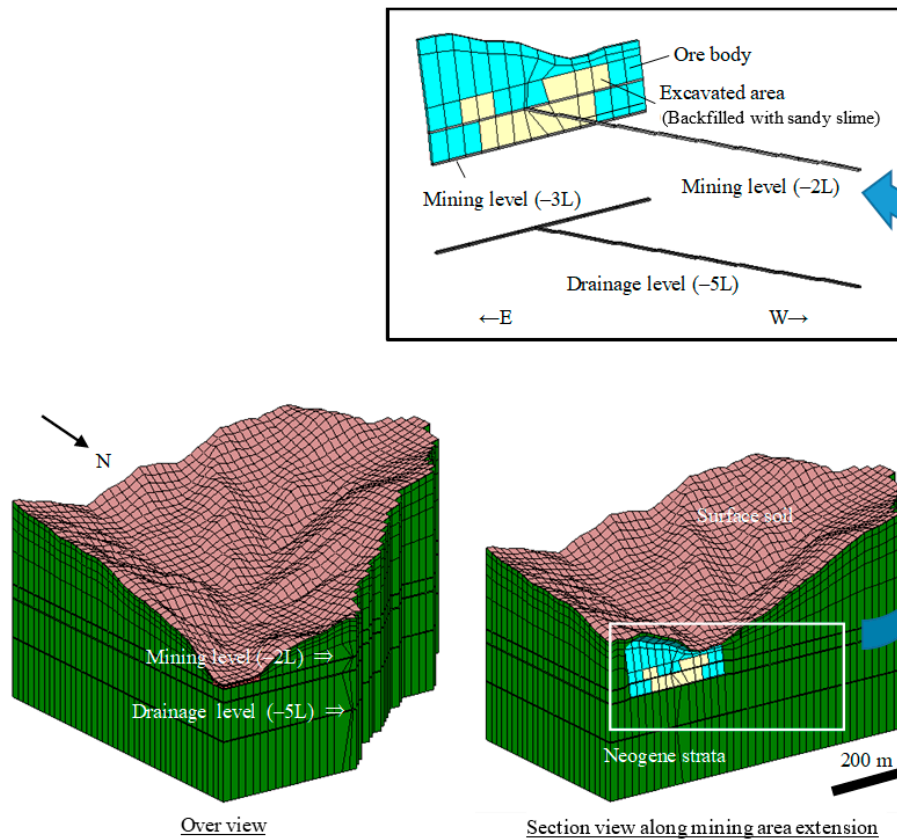 Ore body
Excavated area
(Backfilled with sandy slime)
Mining level (–3L)
Mining level (–2L)
Drainage level (–5L)
←E
W→
N
Mining level (–2L) ⇒
Drainage level (–5L) ⇒
Over view
Surface soil
Neogene strata
200 m
Section view along mining area extension